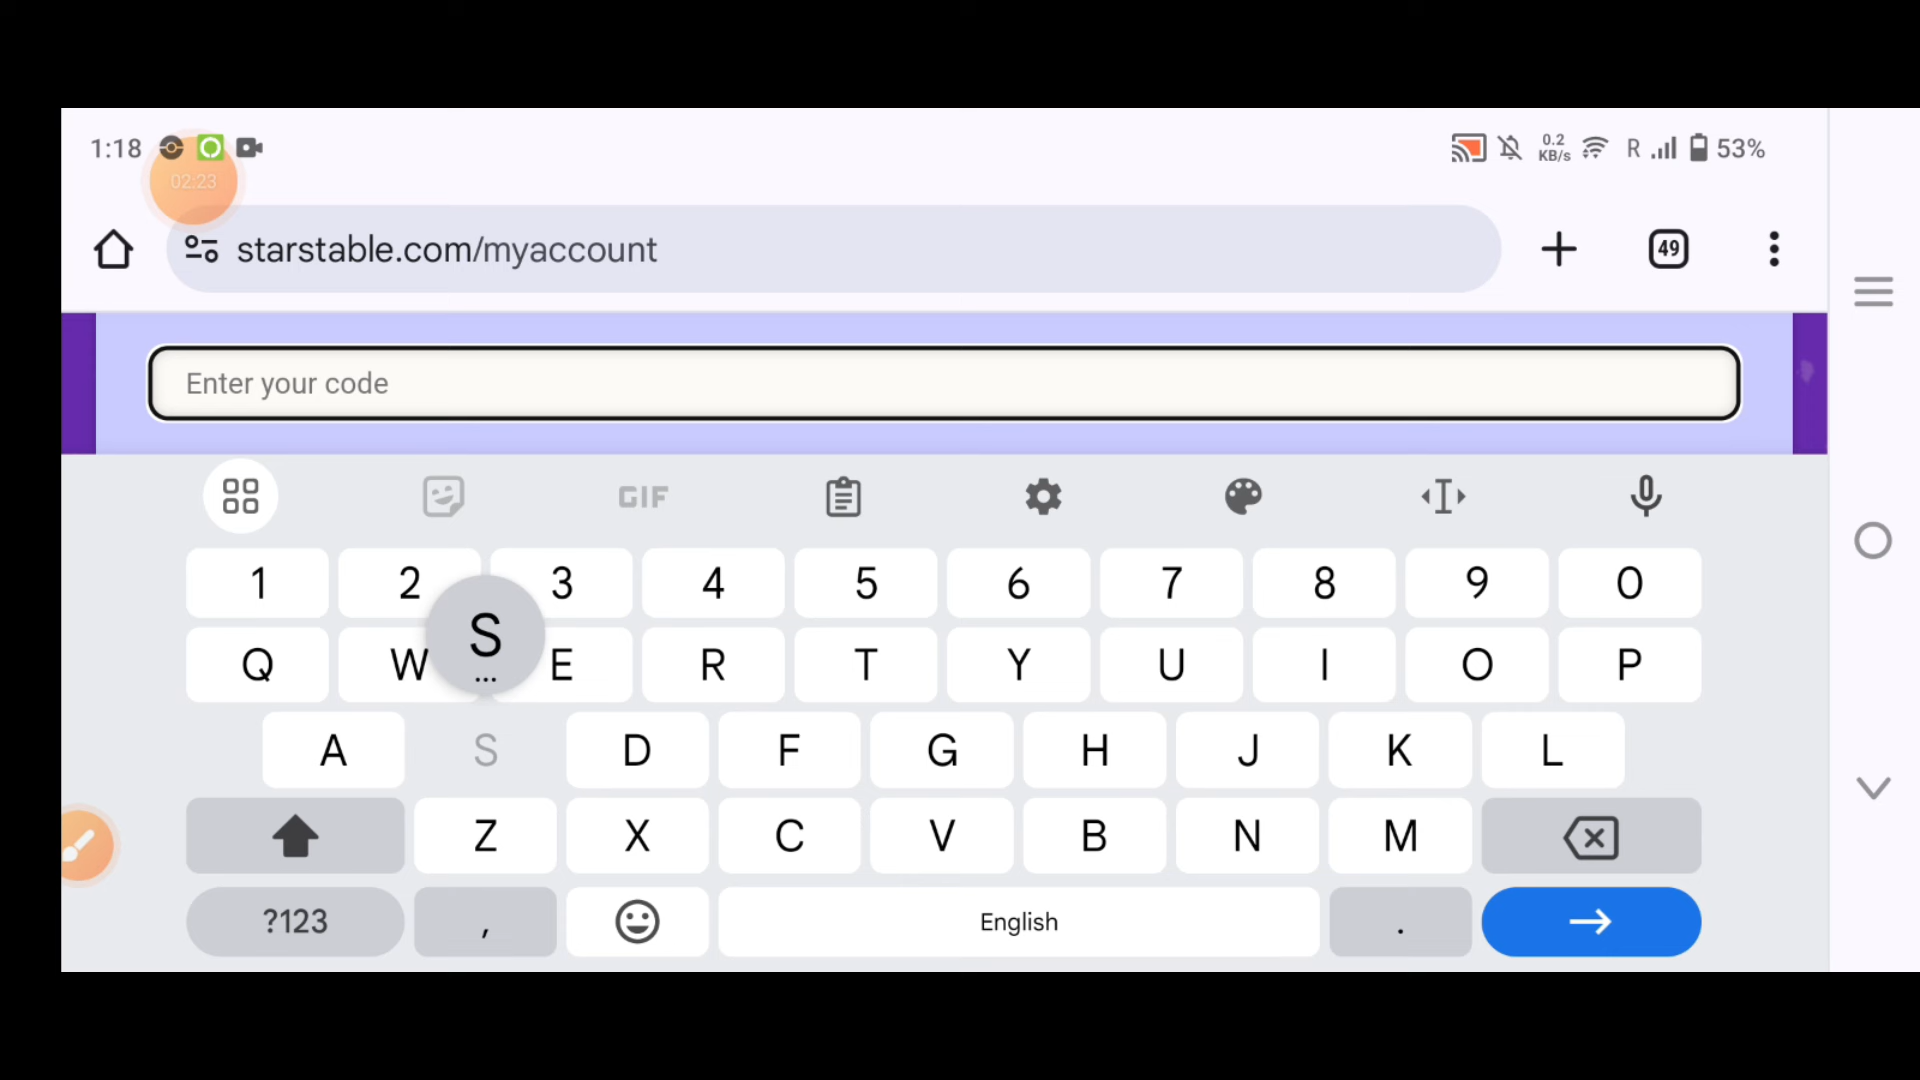 1:18
0.2
KB/s
R
53%
02:23
starstable.com/myaccount
49
Enter your code
GIF
1 2 3 4 5 6 7 8 9 0
S
...
Q W E R T Y U I O P
A S D F G H J K L
Z X C V B N M
?123 , English .